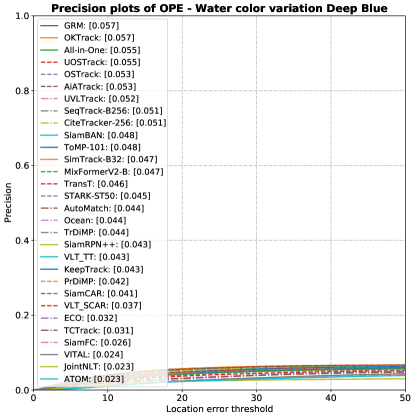 Precision plots of OPE - Water color variation Deep Blue
1.0
0.8
0.6
0.4
0.2
0.0
Precision
GRM: [0.057]
OKTrack: [0.057]
All-in-One: [0.055]
UOSTrack: [0.055]
OSTrack: [0.053]
AiATrack: [0.053]
UVLTrack: [0.052]
SeqTrack-B256: [0.051]
CiteTracker-256: [0.051]
SiamBAN: [0.048]
ToMP-101: [0.048]
SimTrack-B32: [0.047]
MixFormerV2-B: [0.047]
TransT: [0.046]
STARK-ST50: [0.045]
AutoMatch: [0.044]
Ocean: [0.044]
TrDiMP: [0.044]
SiamRPN++: [0.043]
VLT_TT: [0.043]
KeepTrack: [0.043]
PrDiMP: [0.042]
SiamCAR: [0.041]
VLT_SCAR: [0.037]
ECO: [0.032]
TCTrack: [0.031]
SiamFC: [0.026]
VITAL: [0.024]
JointNLT: [0.023]
ATOM: [0.023]
0 10 20 30 40 50
Location error threshold